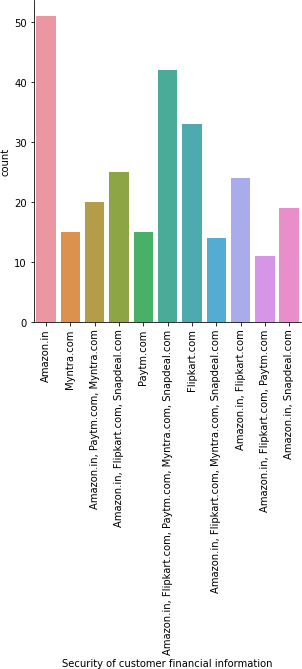 50
40
30
20
10
0
count
Amazon.in
Myntra.com
Amazon.in, Paytm.com, Myntra.com
Amazon.in, Flipkart.com, Snapdeal.com
Paytm.com
Amazon.in, Flipkart.com, Paytm.com, Myntra.com, Snapdeal.com
Flipkart.com
Amazon.in, Flipkart.com, Myntra.com, Snapdeal.com
Amazon.in, Flipkart.com
Amazon.in, Flipkart.com, Paytm.com
Amazon.in, Snapdeal.com
Security of customer financial information